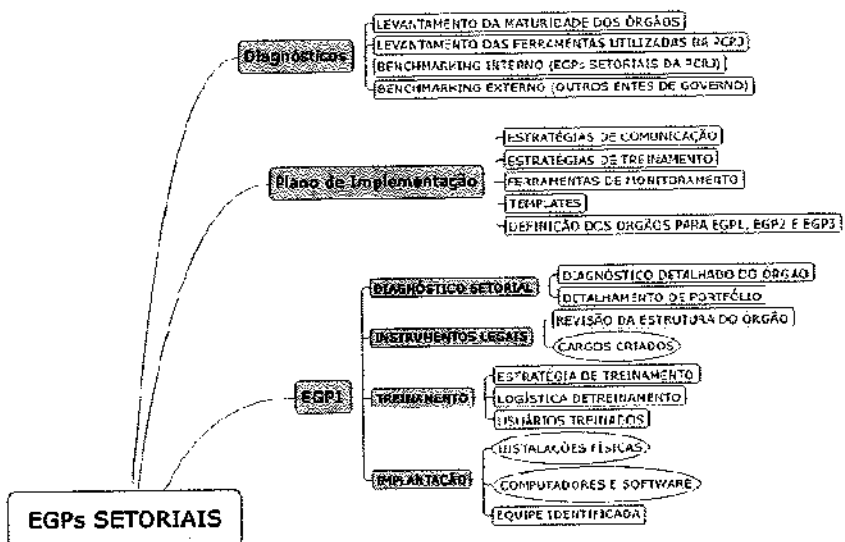 Diagnósticos
LEVANTAMENTO DA MATURIDADE DOS ÓRGÃOS
LEVANTAMENTO DAS FERRAMENTAS UTILIZADAS NA PCRJ
BENCHMARKING INTERNO (EGPs SETORIAIS DA PCRJ)
BENCHMARKING EXTERNO (OUTROS ENTES DE GOVERNO)
Plano de Implementação
ESTRATÉGIAS DE COMUNICAÇÃO
ESTRATÉGIAS DE TREINAMENTO
FERRAMENTAS DE MONITORAMENTO
TEMPLATES
DEFINIÇÃO DOS ORGÃOS PARA EGP1, EGP2 E EGP3
EGP1
DIAGNÓSTICO SETORIAL
DIAGNÓSTICO DETALHADO DO ÓRGÃO
DETALHAMENTO DE PORTFÓLIO
INSTRUMENTOS LEGAIS
REVISÃO DA ESTRUTURA DO ÓRGÃO
CARGOS CRIADOS
TREINAMENTO
ESTRATÉGIA DE TREINAMENTO
LOGÍSTICA DETREINAMENTO
USUÁRIOS TREINADOS
IMPLANTAÇÃO
INSTALAÇÕES FÍSICAS
COMPUTADORES E SOFTWARE
EQUIPE IDENTIFICADA
EGPs SETORIAIS